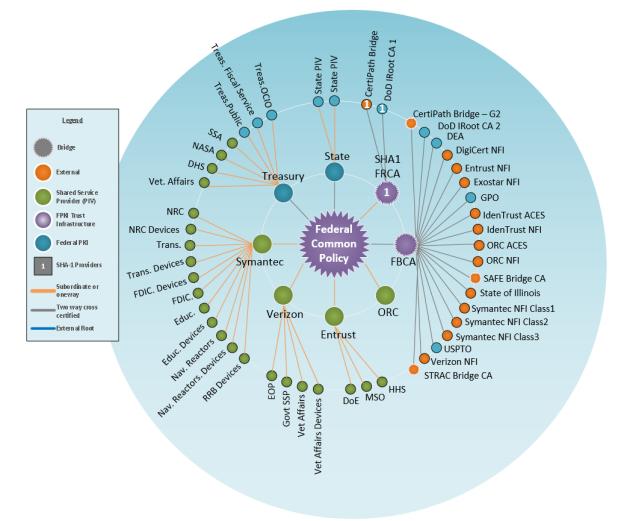 Legend
Bridge
External
Shared Service
Provider (PIV)
FPKI Trust
Infrastructure
Federal PKI
1
SHA-1 Providers
Subordinate or
oneway
Two way cross
certified
External Root
Federal
Common
Policy
Treasury
State
SHA1
FRCA
1
FBCA
ORC
Entrust
Verizon
Symantec
Treas. Fiscal Service
Treas.OCIO
Treas Public
SSA
NASA
DHS
Vet. Affairs
State PIV
State PIV
CertiPath Bridge
1
DoD IRoot CA 1
1
CertiPath Bridge – G2
DoD IRoot CA 2
DEA
DigiCert NFI
Entrust NFI
Exostar NFI
GPO
IdenTrust ACES
IdenTrust NFI
ORC ACES
ORC NFI
SAFE Bridge CA
State of Illinois
Symantec NFI Class1
Symantec NFI Class2
Symantec NFI Class3
USPTO
Verizon NFI
STRAC Bridge CA
NRC
NRC Devices
Trans.
Trans. Devices
FDIC. Devices
FDIC.
Educ.
Educ. Devices
Nav. Reactors
Nav. Reactors. Devices
RRB Devices
EOP
Govt SSP
Vet Affairs
Vet Affairs Devices
DoE
MSO
HHS